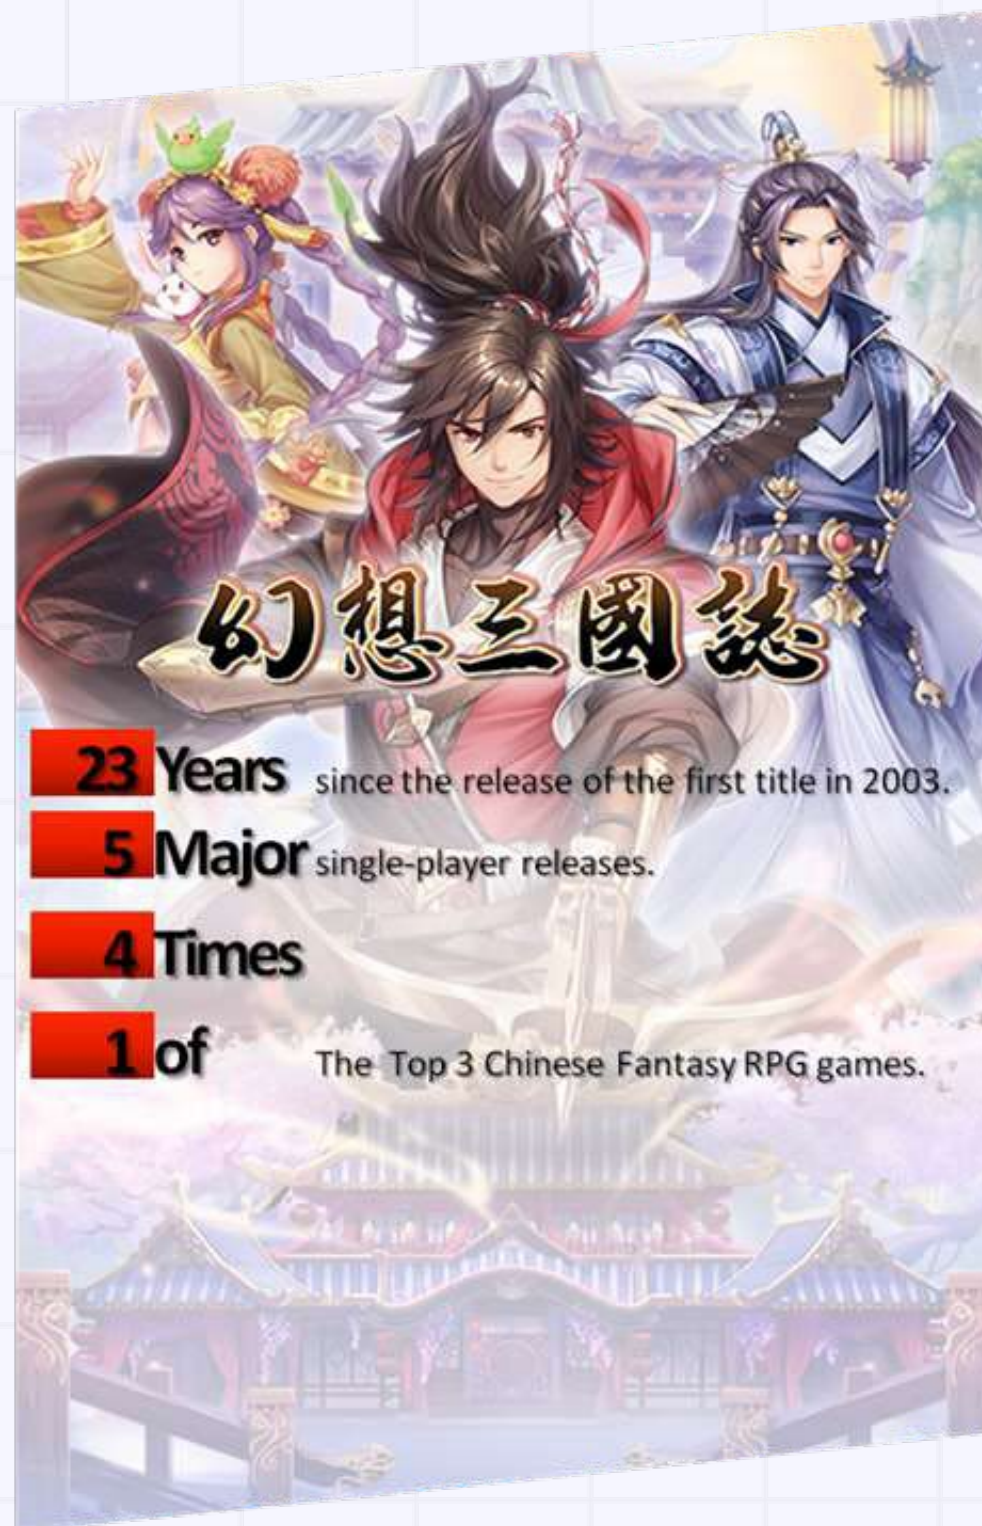 幻想三國誌
23 Years since the release of the first title in 2003.
5 Major single-player releases.
4 Times
1 of The Top 3 Chinese Fantasy RPG games.